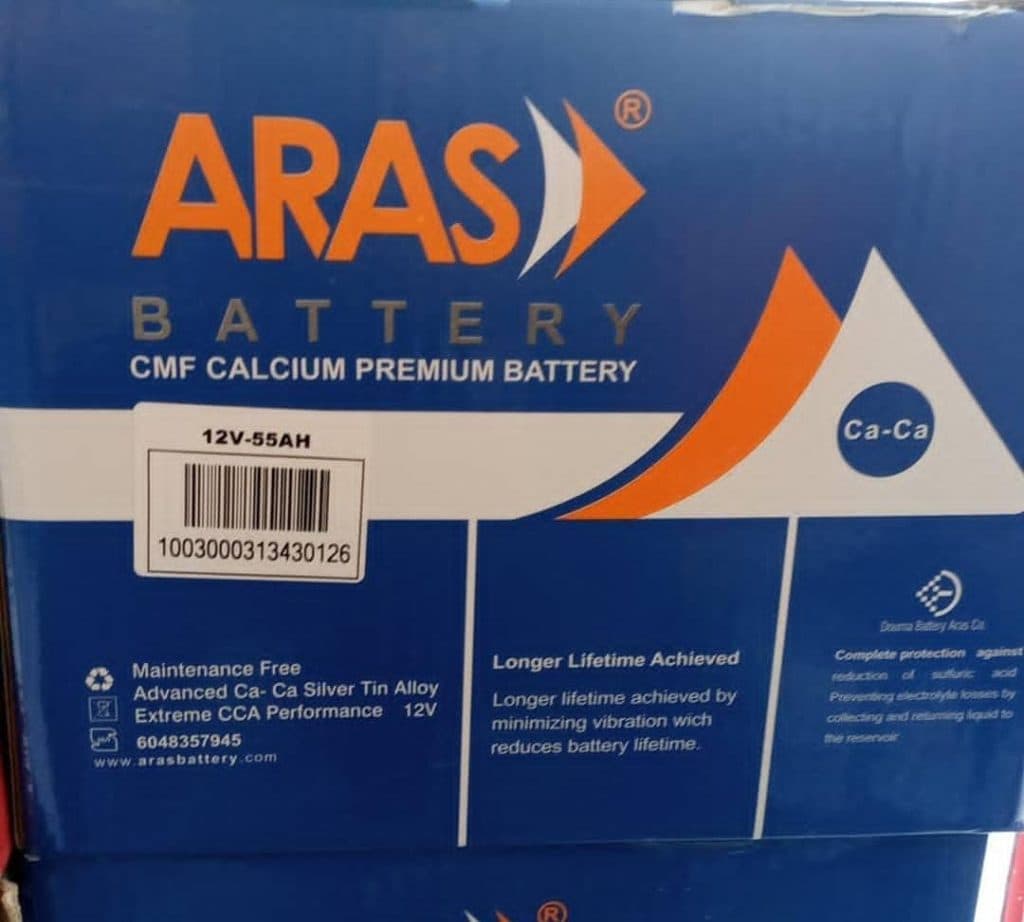 ARAS ®
BATTERY
CMF CALCIUM PREMIUM BATTERY
Ca-Ca
12V-55AH
1003000313430126
Maintenance Free
Advanced Ca- Ca Silver Tin Alloy
Extreme CCA Performance 12V
6048357945
www.arasbattery.com
Longer Lifetime Achieved
Longer lifetime achieved by
minimizing vibration wich
reduces battery lifetime.
Battery Aras Co.
Complete protection against
reduction of sulfuric acid
Preventing electrolyte losses by
collecting and returning liquid to
the reservoir
®